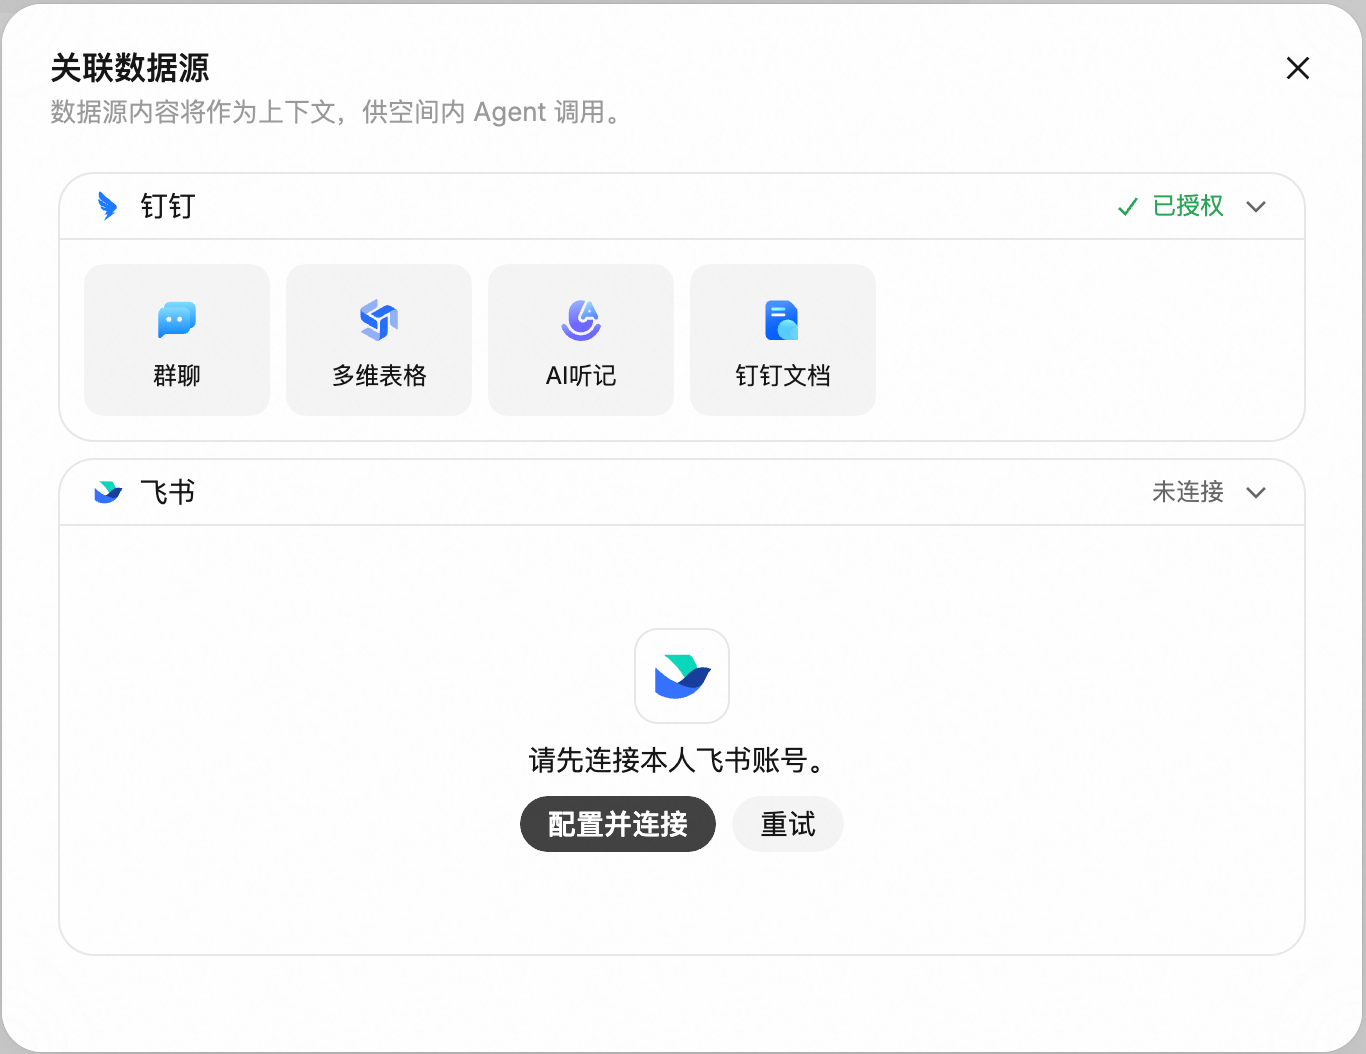 关联数据源
数据源内容将作为上下文，供空间内 Agent 调用。
钉钉
已授权
群聊
多维表格
AI听记
钉钉文档
飞书
未连接
请先连接本人飞书账号。
配置并连接
重试